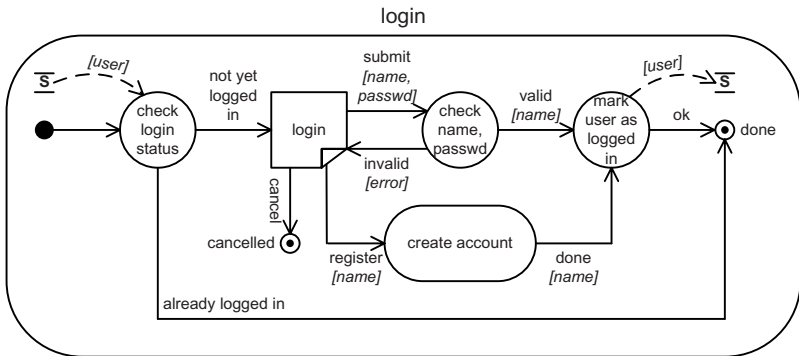 login
S
[user]
check
login
status
not yet
logged
in
login
submit
[name,
passwd]
check
name,
passwd
invalid
[error]
valid
[name]
mark
user as
logged
in
[user]
S
ok
done
cancel
cancelled
register
[name]
create account
done
[name]
already logged in